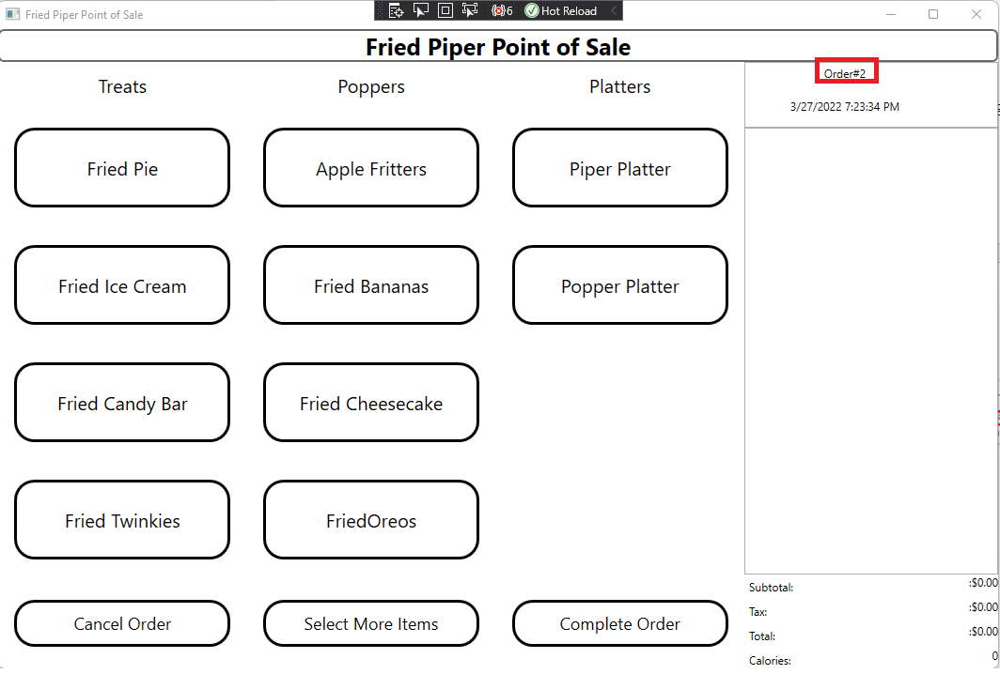 Fried Piper Point of Sale
6 Hot Reload
Fried Piper Point of Sale
Treats Poppers Platters
Order#2
3/27/2022 7:23:34 PM
Fried Pie Apple Fritters Piper Platter
Fried Ice Cream Fried Bananas Popper Platter
Fried Candy Bar Fried Cheesecake
Fried Twinkies FriedOreos
Cancel Order Select More Items Complete Order
Subtotal: :$0.00
Tax: :$0.00
Total: :$0.00
Calories: 0